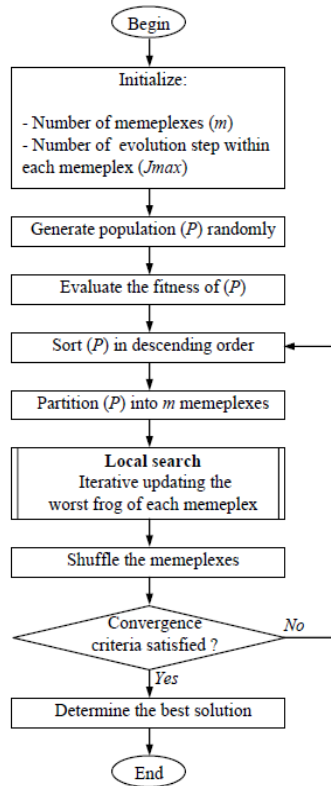 Begin
Initialize:
- Number of memeplexes (m)
- Number of evolution step within
each memeplex (Jmax)
Generate population (P) randomly
Evaluate the fitness of (P)
Sort (P) in descending order
Partition (P) into m memeplexes
Local search
Iterative updating the
worst frog of each memeplex
Shuffle the memeplexes
Convergence
criteria satisfied ?
No
Yes
Determine the best solution
End